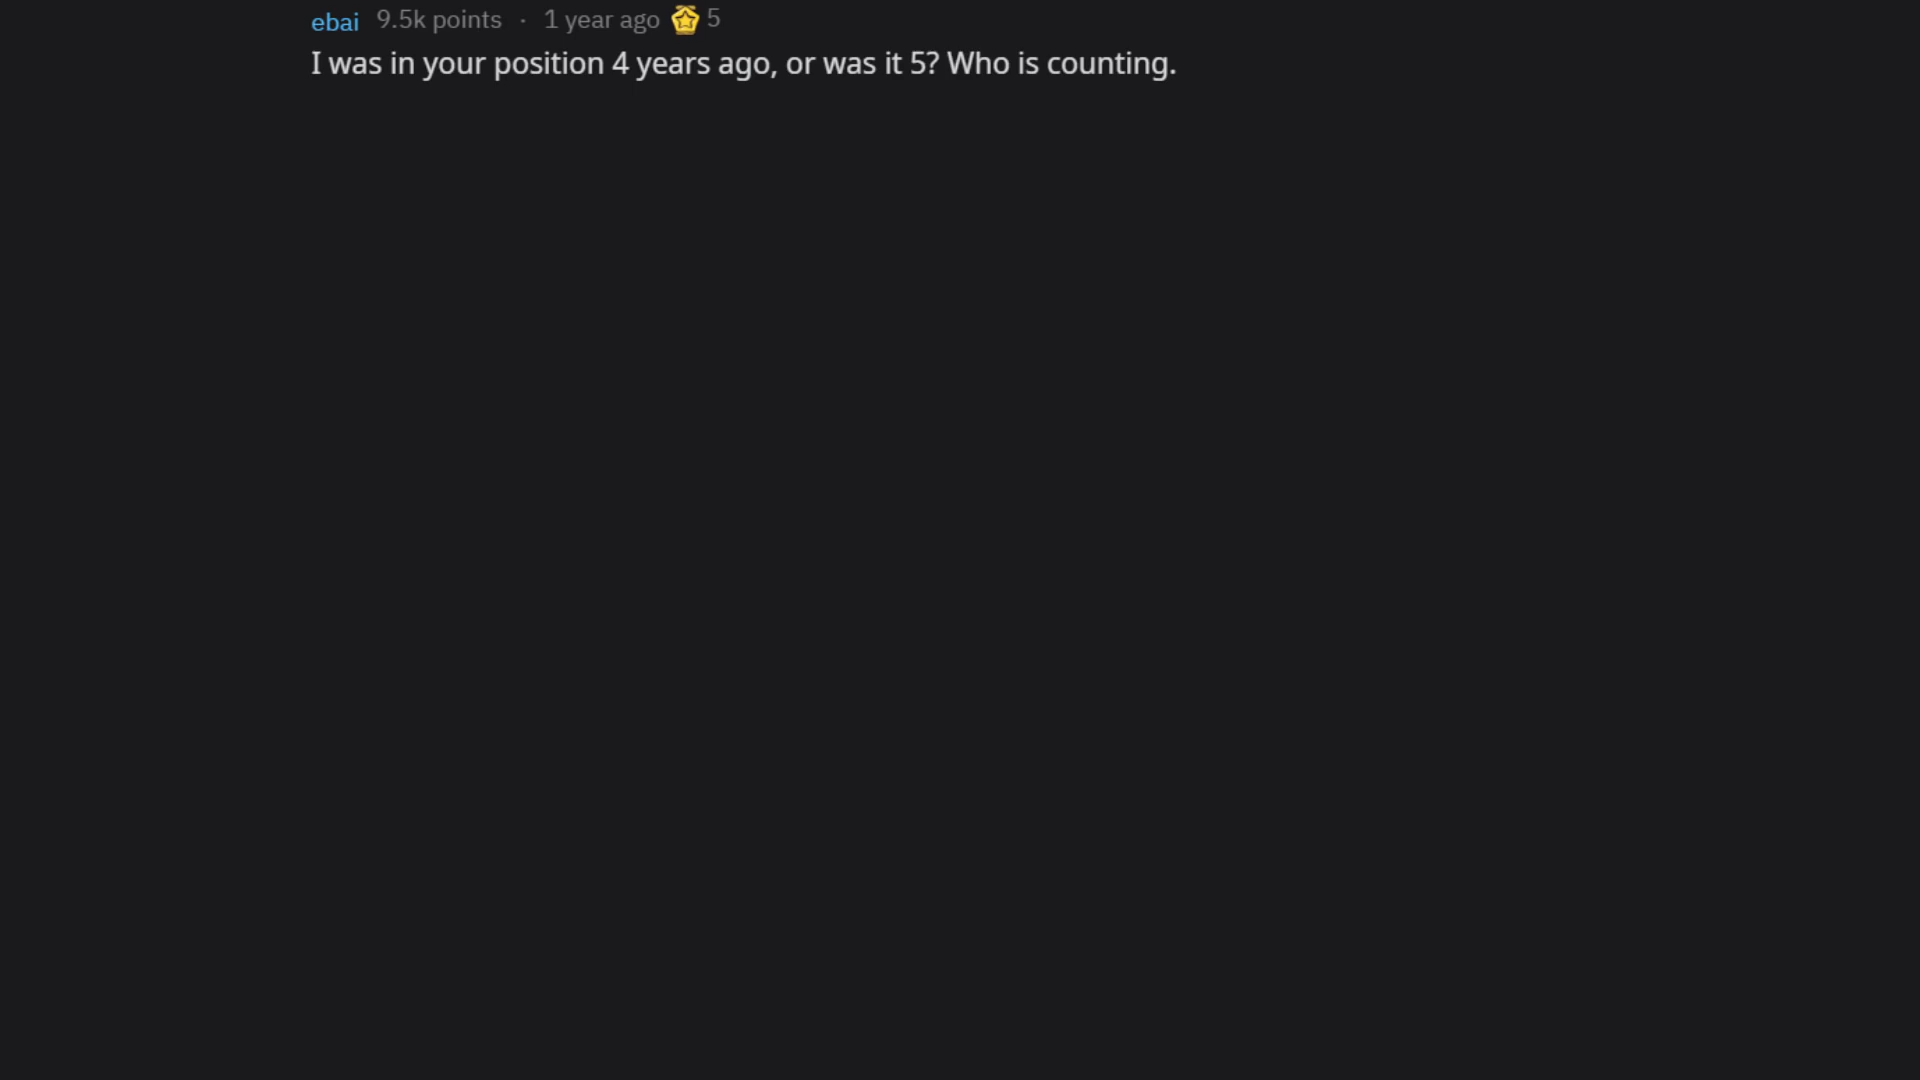 ebai 9.5k points · 1 year ago 5
I was in your position 4 years ago, or was it 5? Who is counting.